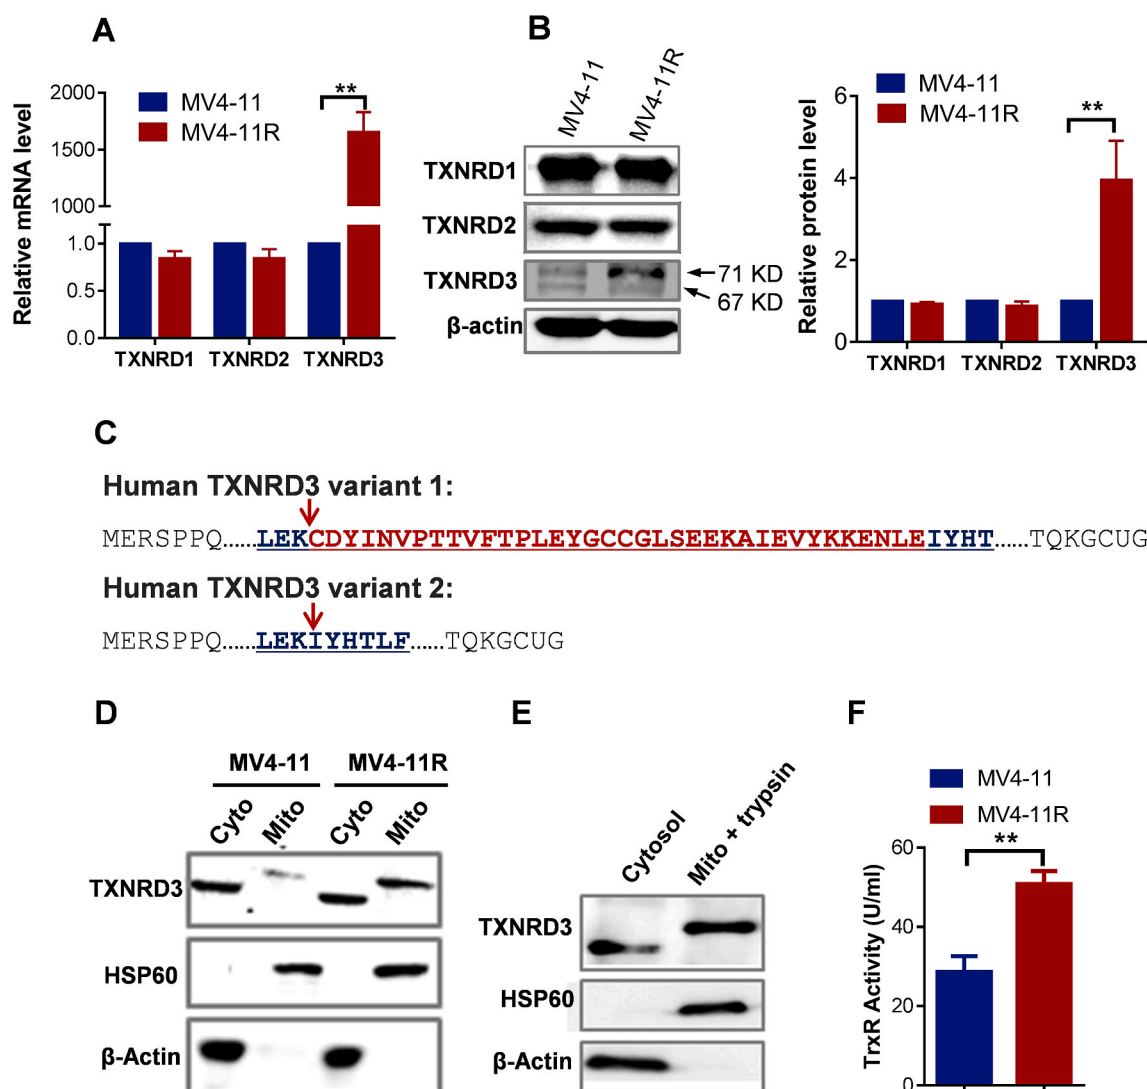 A
2000
1500
1000
1.0
0.5
0.0
Relative mRNA level
MV4-11
MV4-11R
**
TXNRD1 TXNRD2 TXNRD3
B
MV4-11 MV4-11R
TXNRD1
TXNRD2
TXNRD3
β-actin
71 KD
67 KD
6
4
2
0
Relative protein level
MV4-11
MV4-11R
**
TXNRD1 TXNRD2 TXNRD3
C
Human TXNRD3 variant 1:
MERSPPQ......LEKCDYINVPTTVFTPLEYGCCGLSEEKAIEVYKKENLEIYHT......TQKGCUG
Human TXNRD3 variant 2:
MERSPPQ......LEKIYHTLF......TQKGCUG
D
MV4-11 MV4-11R
Cyto Mito Cyto Mito
TXNRD3
HSP60
β-Actin
E
Cytosol Mito + trypsin
TXNRD3
HSP60
β-Actin
F
MV4-11
MV4-11R
**
60
40
20
0
TrxR Activity (U/ml)